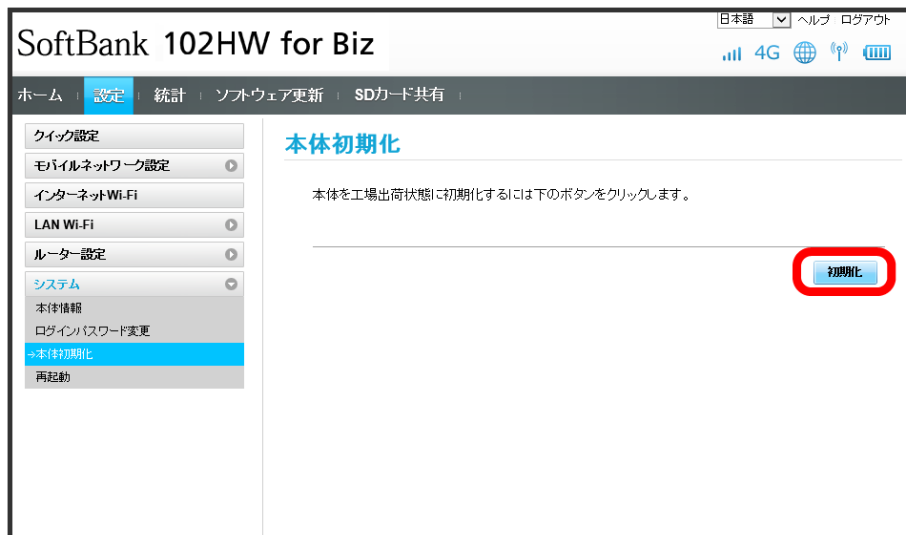 日本語 ヘルプ ログアウト
SoftBank 102HW for Biz
4G
ホーム 設定 統計 ソフトウェア更新 SDカード共有
クイック設定
モバイルネットワーク設定
インターネットWi-Fi
LAN Wi-Fi
ルーター設定
システム
本体情報
ログインパスワード変更
→本体初期化
再起動
本体初期化
本体を工場出荷状態に初期化するには下のボタンをクリックします。
初期化